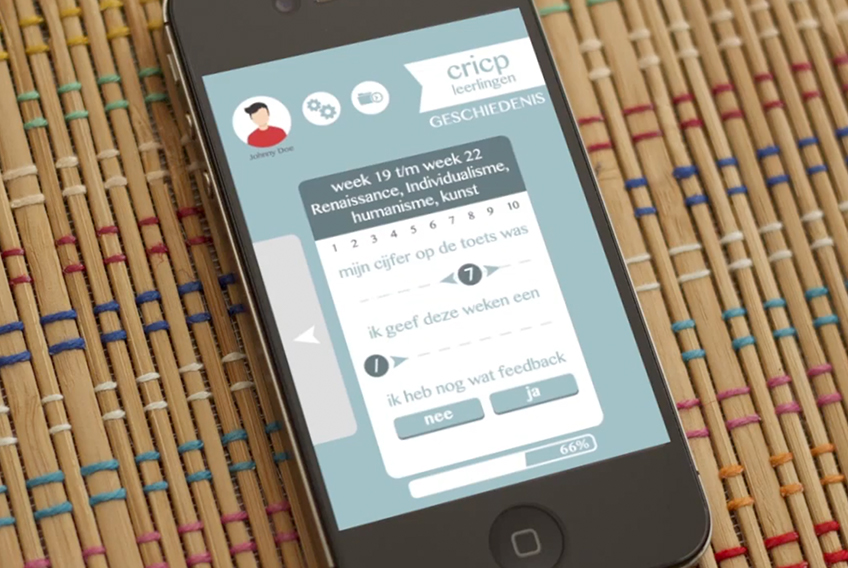 cricp
leerlingen
GESCHIEDENIS
Johnny Doe
week 19 t/m week 22
Renaissance, Individualisme,
humanisme, kunst
1 2 3 4 5 6 7 8 9 10
mijn cijfer op de toets was
7
ik geef deze weken een
1
ik heb nog wat feedback
nee ja
66%